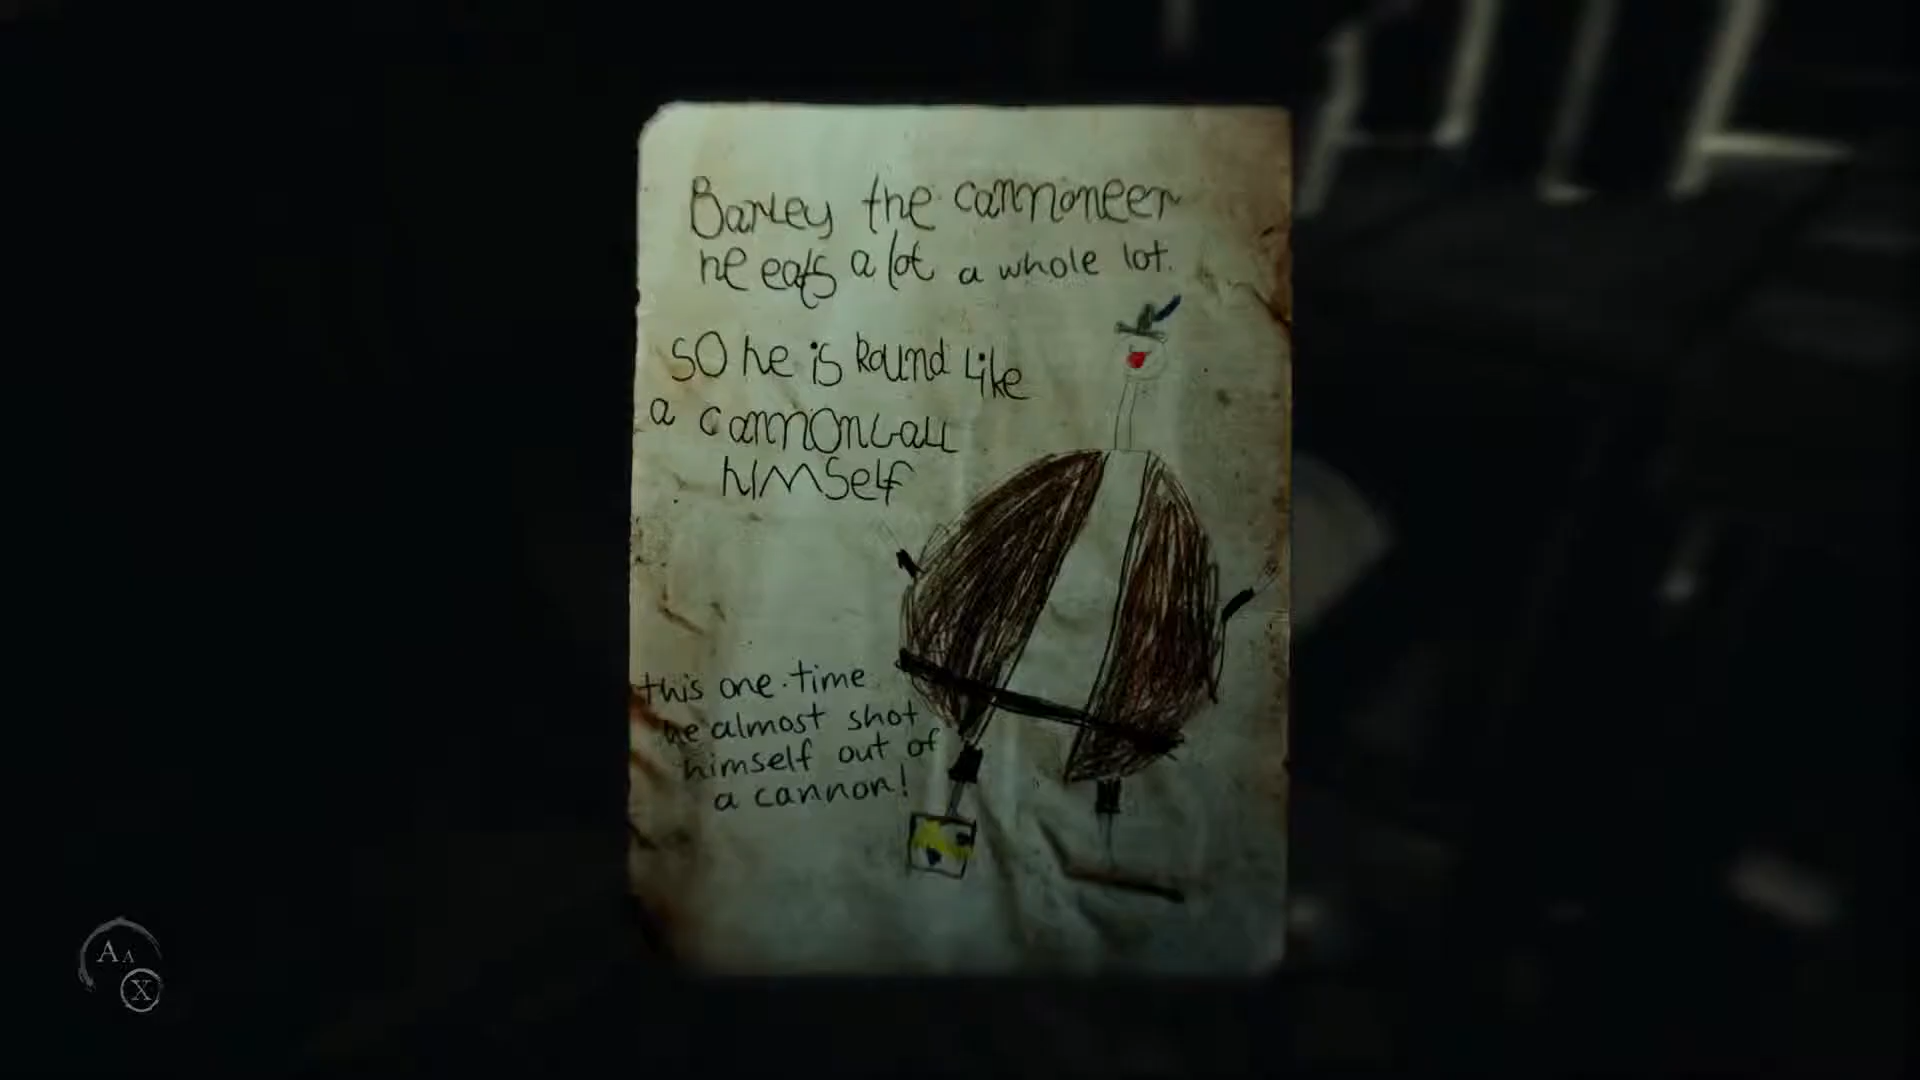 Barley the cannoneer
he eats a lot a whole lot.
so he is Round Like
a cannonball
himself
this one time
he almost shot
himself out of
a cannon!
A A
X